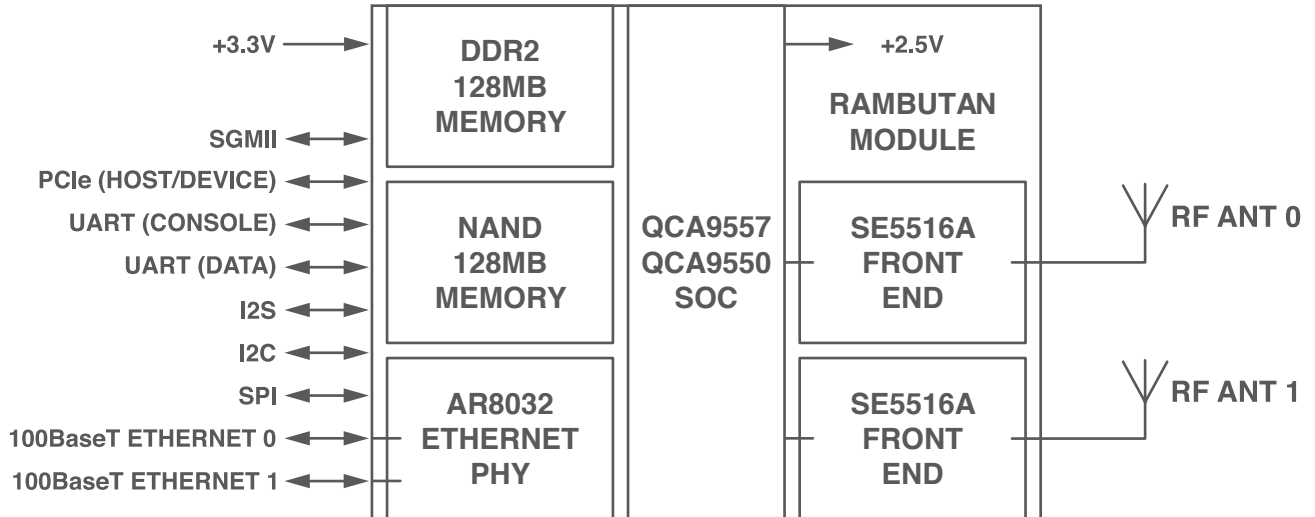 +3.3V
SGMII
PCIe (HOST/DEVICE)
UART (CONSOLE)
UART (DATA)
I2S
I2C
SPI
100BaseT ETHERNET 0
100BaseT ETHERNET 1
DDR2
128MB
MEMORY
NAND
128MB
MEMORY
AR8032
ETHERNET
PHY
QCA9557
QCA9550
SOC
+2.5V
RAMBUTAN
MODULE
SE5516A
FRONT
END
SE5516A
FRONT
END
RF ANT 0
RF ANT 1